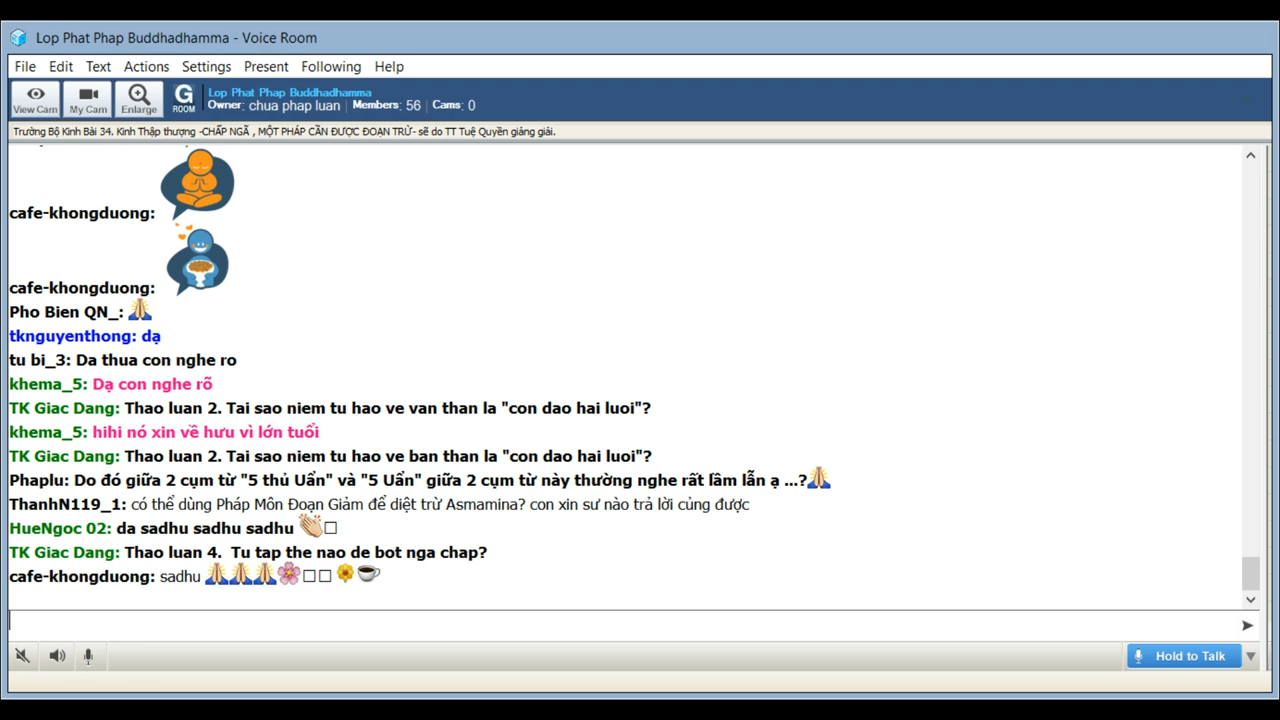 Lop Phat Phap Buddhadhamma - Voice Room
File Edit Text Actions Settings Present Following Help
View Cam My Cam Enlarge G ROOM Lop Phat Phap Buddhadhamma
Owner: chua phap luan | Members: 56 | Cams: 0
Trường Bộ Kinh Bài 34. Kinh Thập thượng -CHẤP NGÃ , MỘT PHÁP CẦN ĐƯỢC ĐOẠN TRỪ- sẽ do TT Tuệ Quyền giảng giải.
cafe-khongduong:
cafe-khongduong:
Pho Bien QN_: 🙏
tknguyenthong: dạ
tu bi_3: Da thua con nghe ro
khema_5: Dạ con nghe rõ
TK Giac Dang: Thao luan 2. Tai sao niem tu hao ve van than la "con dao hai luoi"?
khema_5: hihi nó xin về hưu vì lớn tuổi
TK Giac Dang: Thao luan 2. Tai sao niem tu hao ve ban than la "con dao hai luoi"?
Phaplu: Do đó giữa 2 cụm từ "5 thủ Uẩn" và "5 Uẩn" giữa 2 cụm từ này thường nghe rất lầm lẫn ạ ...?🙏
ThanhN119_1: có thể dùng Pháp Môn Đoạn Giảm để diệt trừ Asmamina? con xin sư nào trả lời củng được
HueNgoc 02: da sadhu sadhu sadhu 👏□
TK Giac Dang: Thao luan 4. Tu tap the nao de bot nga chap?
cafe-khongduong: sadhu 🙏🙏🙏🌸□□ 🌼☕
Hold to Talk